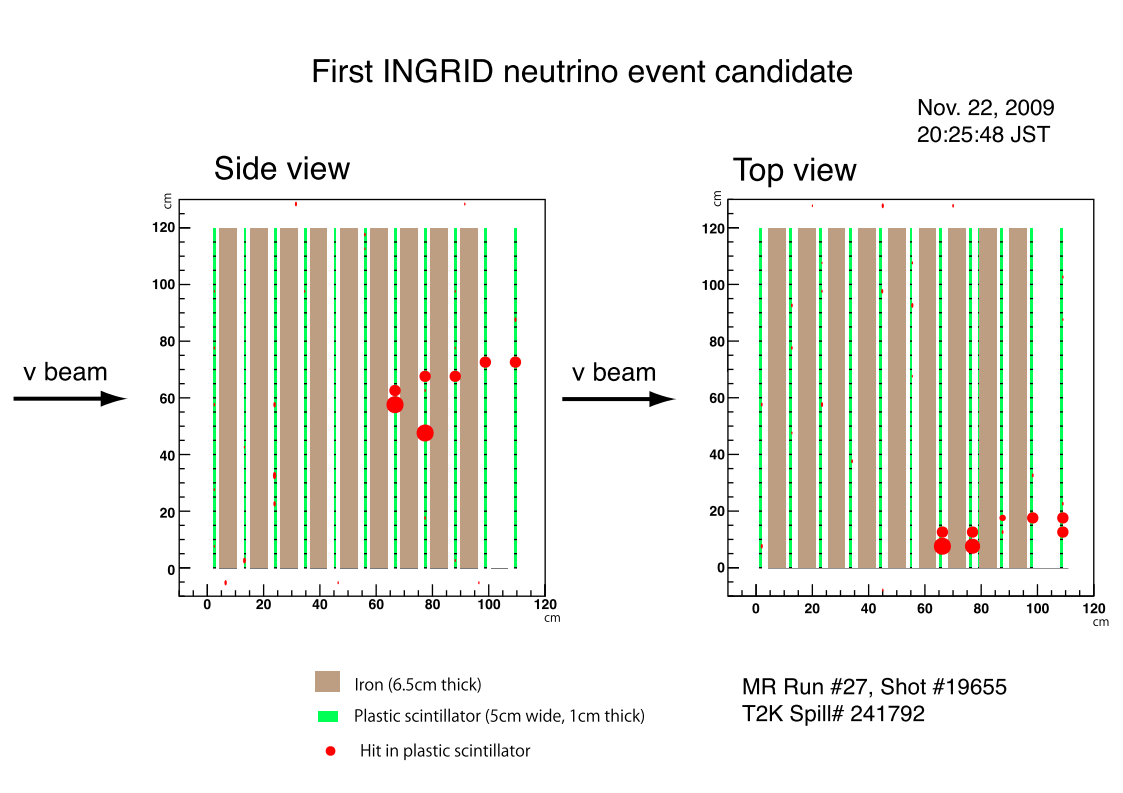 First INGRID neutrino event candidate
Nov. 22, 2009
20:25:48 JST
Side view
Top view
cm
120
100
80
60
40
20
0
0 20 40 60 80 100 120
cm
cm
120
100
80
60
40
20
0
0 20 40 60 80 100 120
cm
ν beam
ν beam
Iron (6.5cm thick)
Plastic scintillator (5cm wide, 1cm thick)
Hit in plastic scintillator
MR Run #27, Shot #19655
T2K Spill# 241792